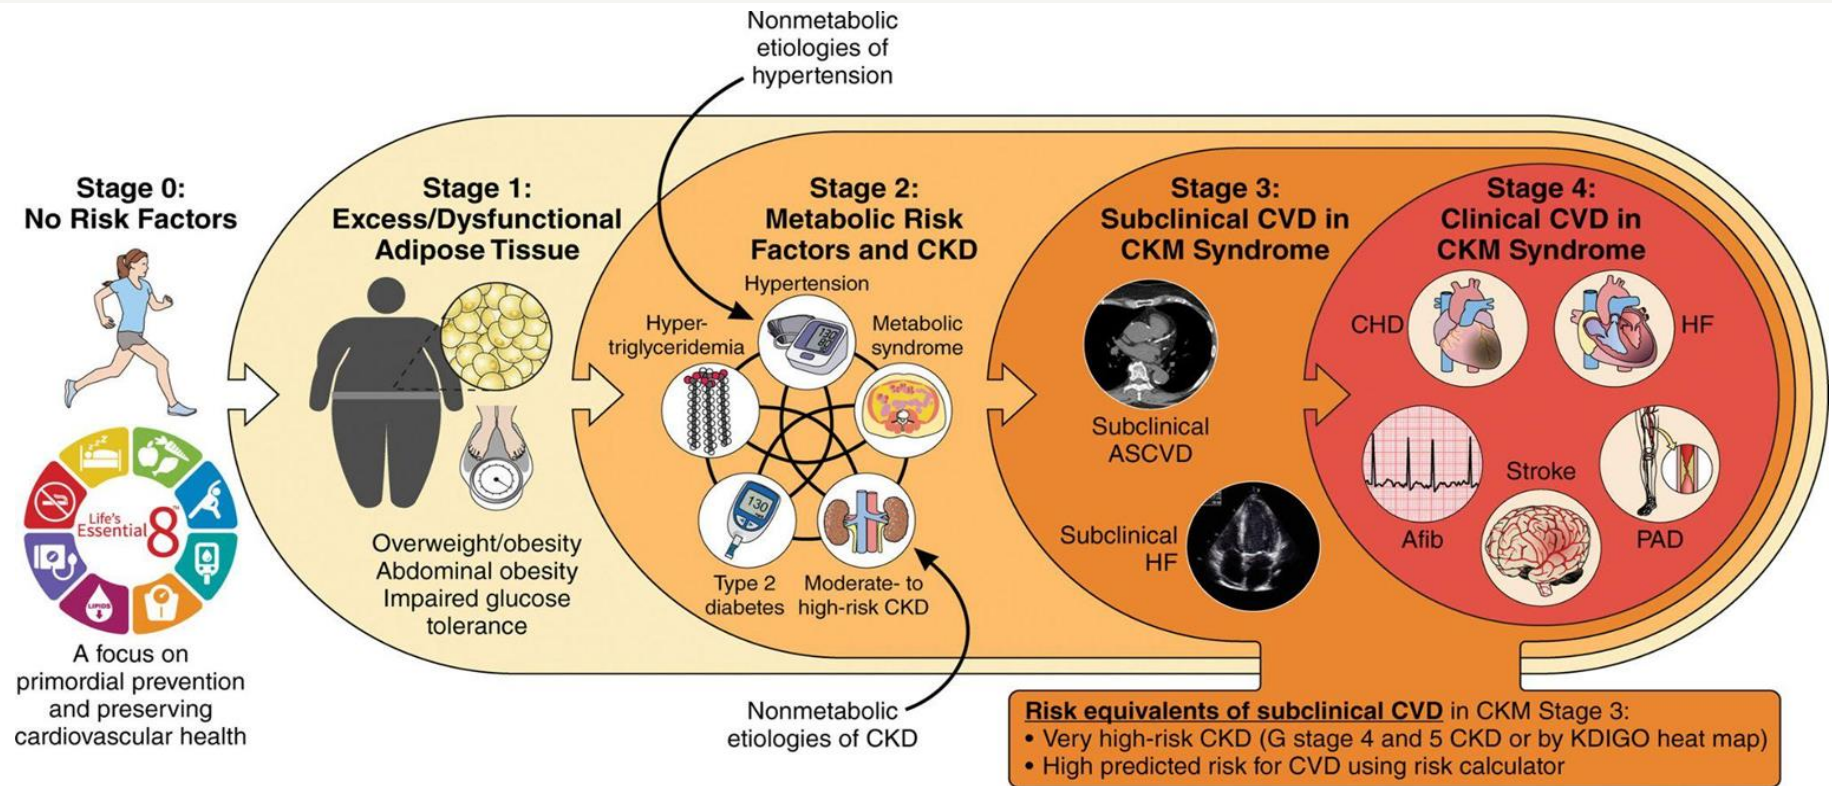 Nonmetabolic
etiologies of
hypertension
Stage 0:
No Risk Factors
Life's
Essential 8™
LIPIDS
A focus on
primordial prevention
and preserving
cardiovascular health
Stage 1:
Excess/Dysfunctional
Adipose Tissue
Overweight/obesity
Abdominal obesity
Impaired glucose
tolerance
Stage 2:
Metabolic Risk
Factors and CKD
Hypertension
Hyper-
triglyceridemia
Metabolic
syndrome
130
Type 2
diabetes
Moderate- to
high-risk CKD
Nonmetabolic
etiologies of CKD
Stage 3:
Subclinical CVD in
CKM Syndrome
Subclinical
ASCVD
Subclinical
HF
Stage 4:
Clinical CVD in
CKM Syndrome
CHD
HF
Afib
Stroke
PAD
Risk equivalents of subclinical CVD in CKM Stage 3:
• Very high-risk CKD (G stage 4 and 5 CKD or by KDIGO heat map)
• High predicted risk for CVD using risk calculator